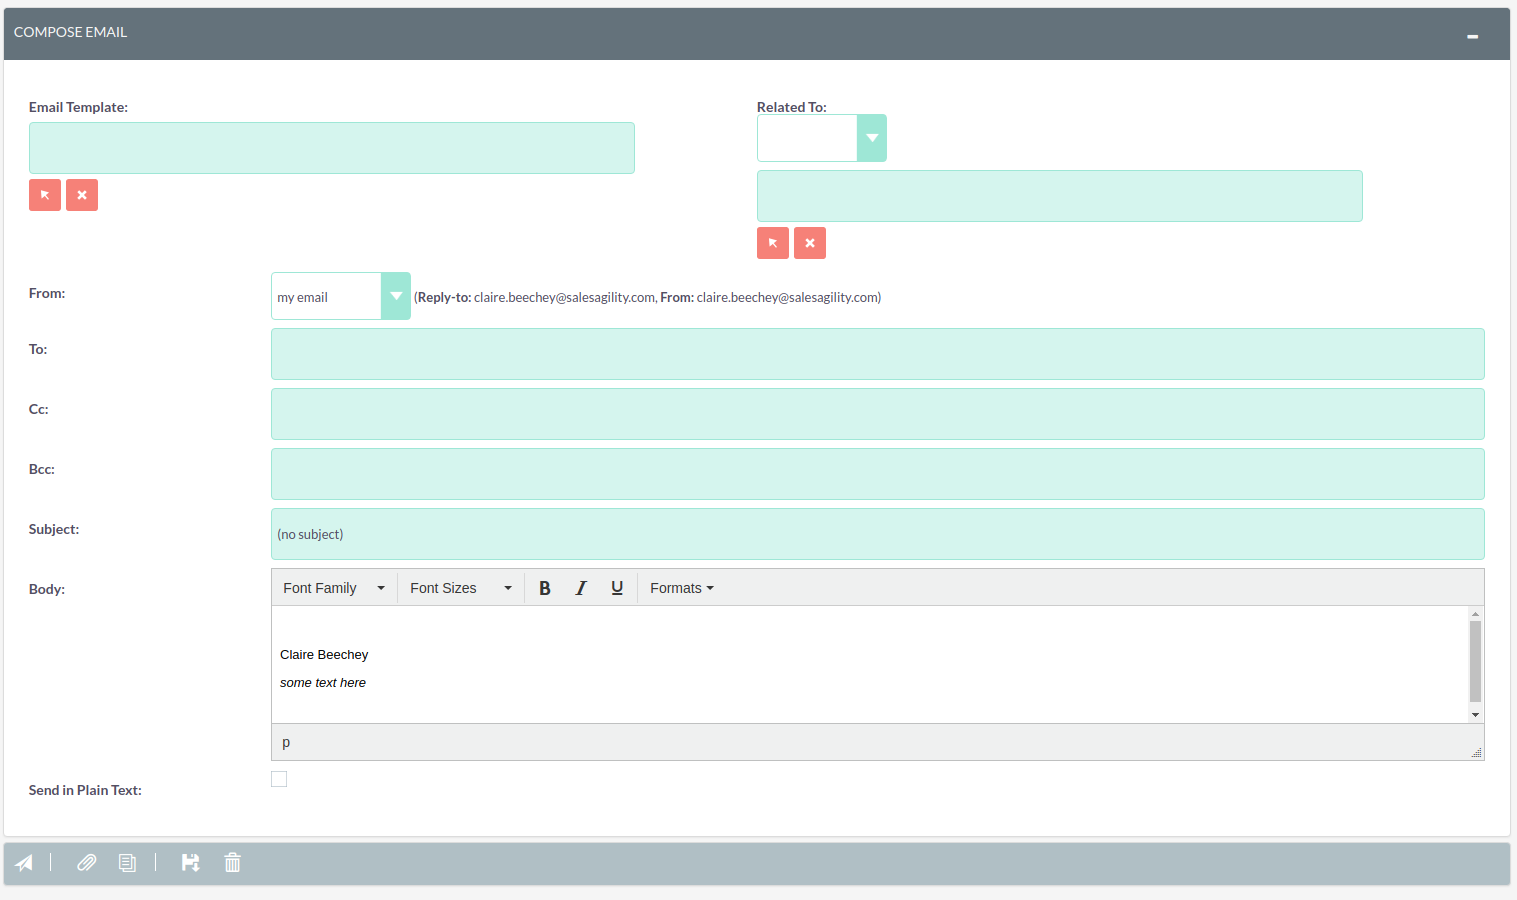 COMPOSE EMAIL
Email Template:
Related To:
From:
my email
(Reply-to: claire.beechey@salesagility.com, From: claire.beechey@salesagility.com)
To:
Cc:
Bcc:
Subject:
(no subject)
Body:
Font Family
Font Sizes
B I U
Formats
Claire Beechey
some text here
p
Send in Plain Text: